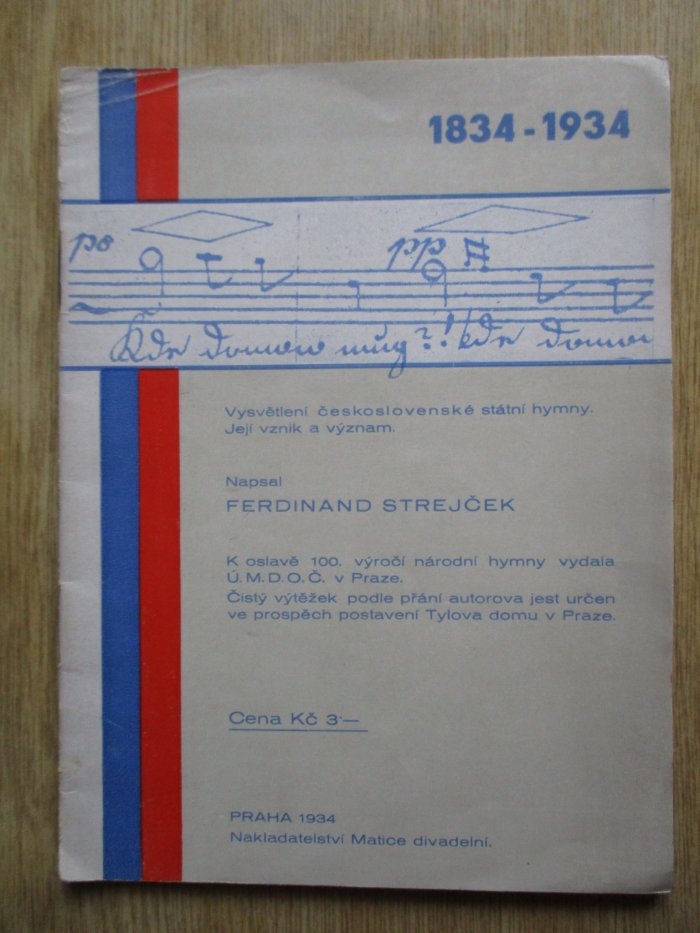 1834-1934
po pp
Kde domov můj?! kde domov
Vysvětlení československé státní hymny.
Její vznik a význam.
Napsal
FERDINAND STREJČEK
K oslavě 100. výročí národní hymny vydala
Ú. M. D. O. Č. v Praze.
Čistý výtěžek podle přání autorova jest určen
ve prospěch postavení Tylova domu v Praze.
Cena Kč 3·—
PRAHA 1934
Nakladatelství Matice divadelní.